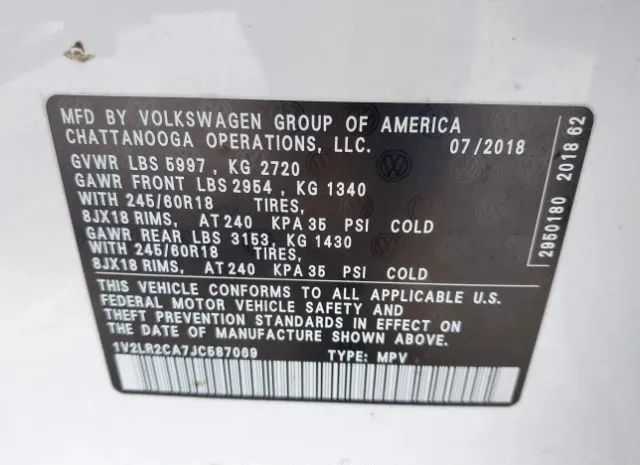 MFD BY VOLKSWAGEN GROUP OF AMERICA
CHATTANOOGA OPERATIONS, LLC. 07/2018
GVWR LBS 5997 , KG 2720
GAWR FRONT LBS 2954 , KG 1340
WITH 245/60R18 TIRES,
8JX18 RIMS, AT 240 KPA 35 PSI COLD
GAWR REAR LBS 3153, KG 1430
WITH 245/60R18 TIRES,
8JX18 RIMS, AT 240 KPA 35 PSI COLD
THIS VEHICLE CONFORMS TO ALL APPLICABLE U.S.
FEDERAL MOTOR VEHICLE SAFETY AND
THEFT PREVENTION STANDARDS IN EFFECT ON
THE DATE OF MANUFACTURE SHOWN ABOVE.
1V2LR2CA7JC587069 TYPE: MPV
2950180 2018 62